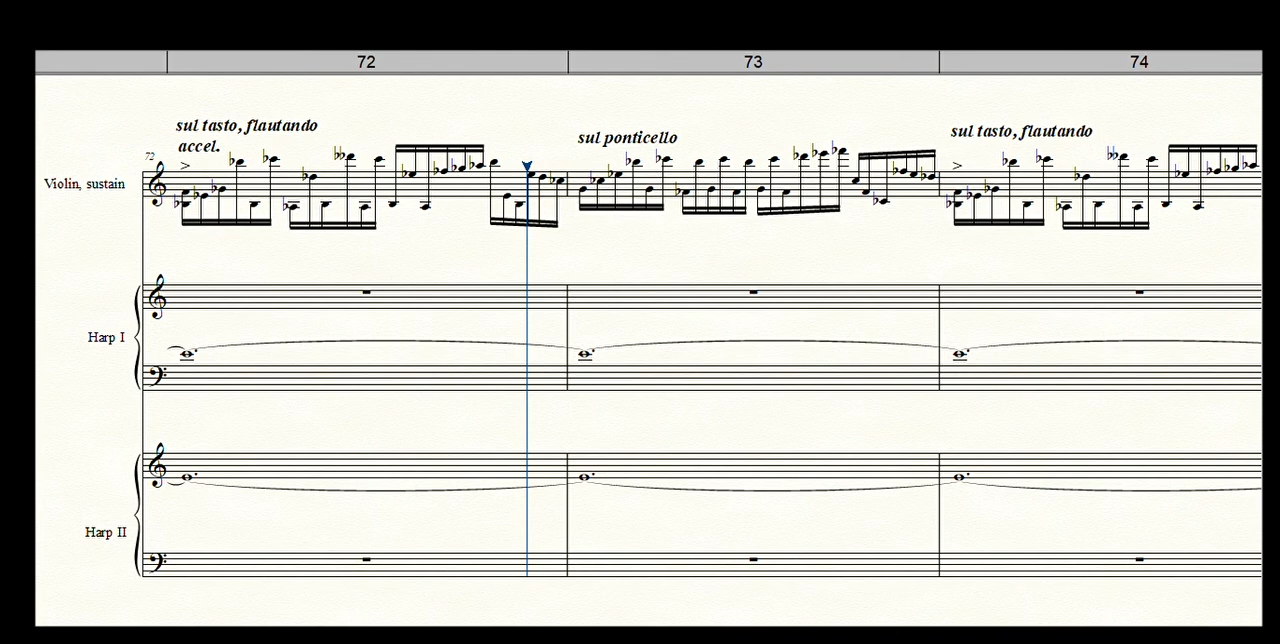 72 73 74
sul tasto, flautando
accel.
sul ponticello
sul tasto, flautando
72
Violin, sustain
Harp I
Harp II